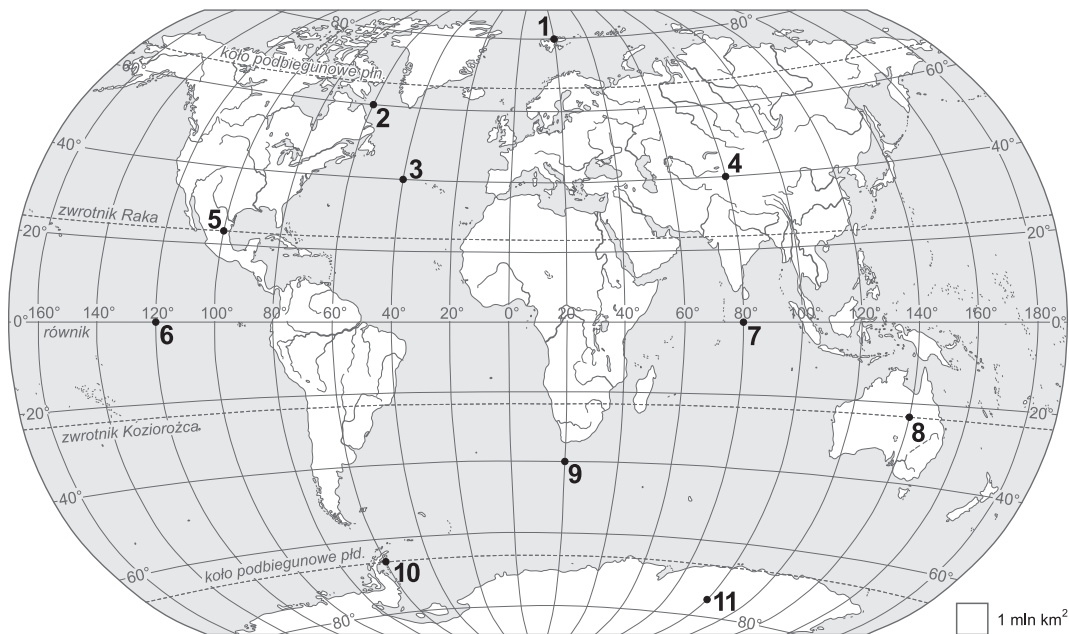 80° 1 80°
koło podbiegunowe płn.
60° 60°
2
40° 3 4 40°
zwrotnik Raka
5
20° 20°
0° 160° 140° 120° 100° 80° 60° 40° 20° 0° 20° 40° 60° 80° 100° 120° 140° 160° 180° 0°
równik 6 7
20° 20°
zwrotnik Koziorożca 8
9
40° 40°
koło podbiegunowe płd.
10
60° 60°
11
80° 80°
1 mln km²